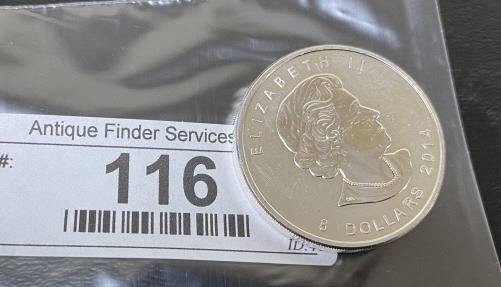 Antique Finder Services
#:
116
ELIZABETH II
8 DOLLARS 2014